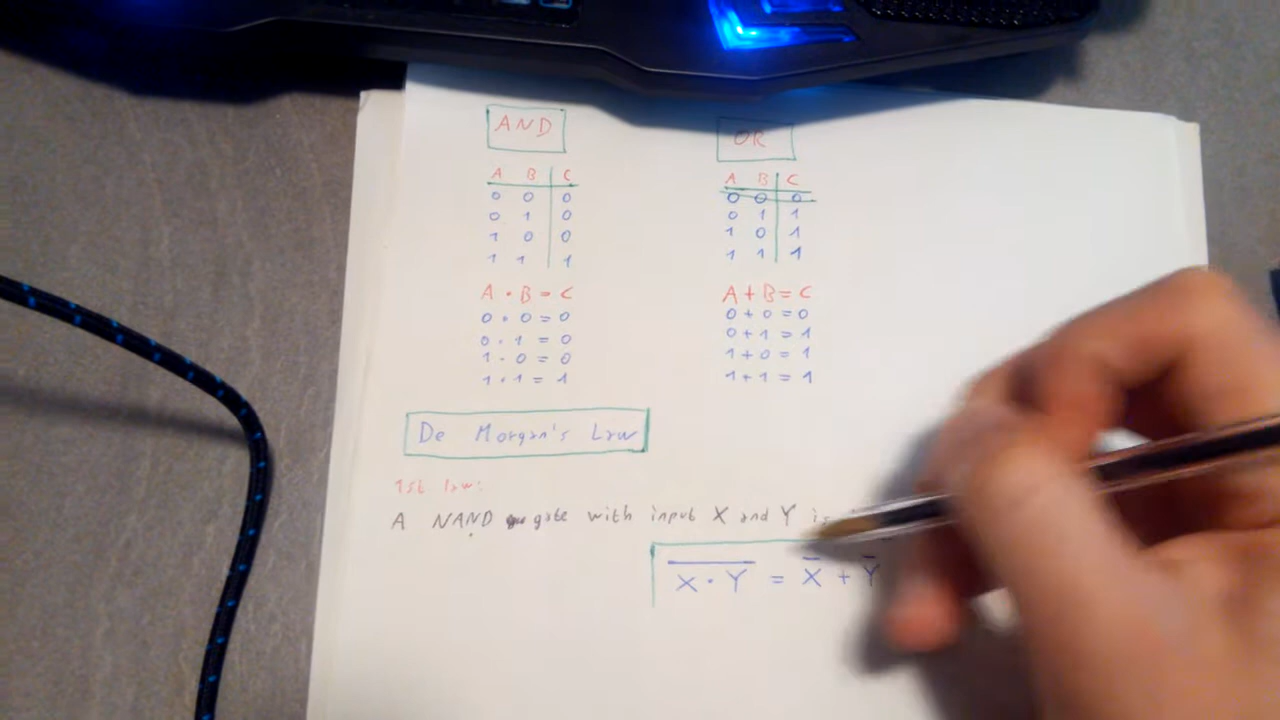 AND
A B C
0 0 0
0 1 0
1 0 0
1 1 1
A · B = C
0 · 0 = 0
0 · 1 = 0
1 · 0 = 0
1 · 1 = 1
OR
A B C
0 0 0
0 1 1
1 0 1
1 1 1
A + B = C
0 + 0 = 0
0 + 1 = 1
1 + 0 = 1
1 + 1 = 1
De Morgan's Law
1st law:
A NAND gate with input X and Y is
X̅ ̅·̅ ̅Y̅ = X̅ + Y̅